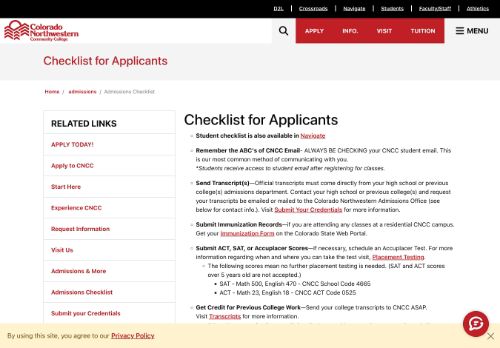 D2L
Crossroads
Navigate
Students
Faculty/Staff
Athletics
Colorado
Northwestern
Community College
APPLY
INFO.
VISIT
TUITION
MENU
Checklist for Applicants
Home / admissions / Admissions Checklist
RELATED LINKS
APPLY TODAY!
Apply to CNCC
Start Here
Experience CNCC
Request Information
Visit Us
Admissions & More
Admissions Checklist
Submit your Credentials
Checklist for Applicants
Student checklist is also available in Navigate
Remember the ABC's of CNCC Email- ALWAYS BE CHECKING your CNCC student email. This
is our most common method of communicating with you.
*Students receive access to student email after registering for classes.
Send Transcript(s)—Official transcripts must come directly from your high school or previous
college(s) admissions department. Contact your high school or previous college(s) and request
your transcripts be emailed or mailed to the Colorado Northwestern Admissions Office (see
below for contact info.). Visit Submit Your Credentials for more information.
Submit Immunization Records—if you are attending any classes at a residential CNCC campus.
Get your Immunization Form on the Colorado State Web Portal.
Submit ACT, SAT, or Accuplacer Scores—If necessary, schedule an Accuplacer Test. For more
information regarding when and where you can take the test visit, Placement Testing.
The following scores mean no further placement testing is needed. (SAT and ACT scores
over 5 years old are not accepted.)
SAT - Math 500, English 470 - CNCC School Code 4665
ACT - Math 23, English 18 - CNCC ACT Code 0525
Get Credit for Previous College Work—Send your college transcripts to CNCC ASAP.
Visit Transcripts for more information.
By using this site, you agree to our Privacy Policy